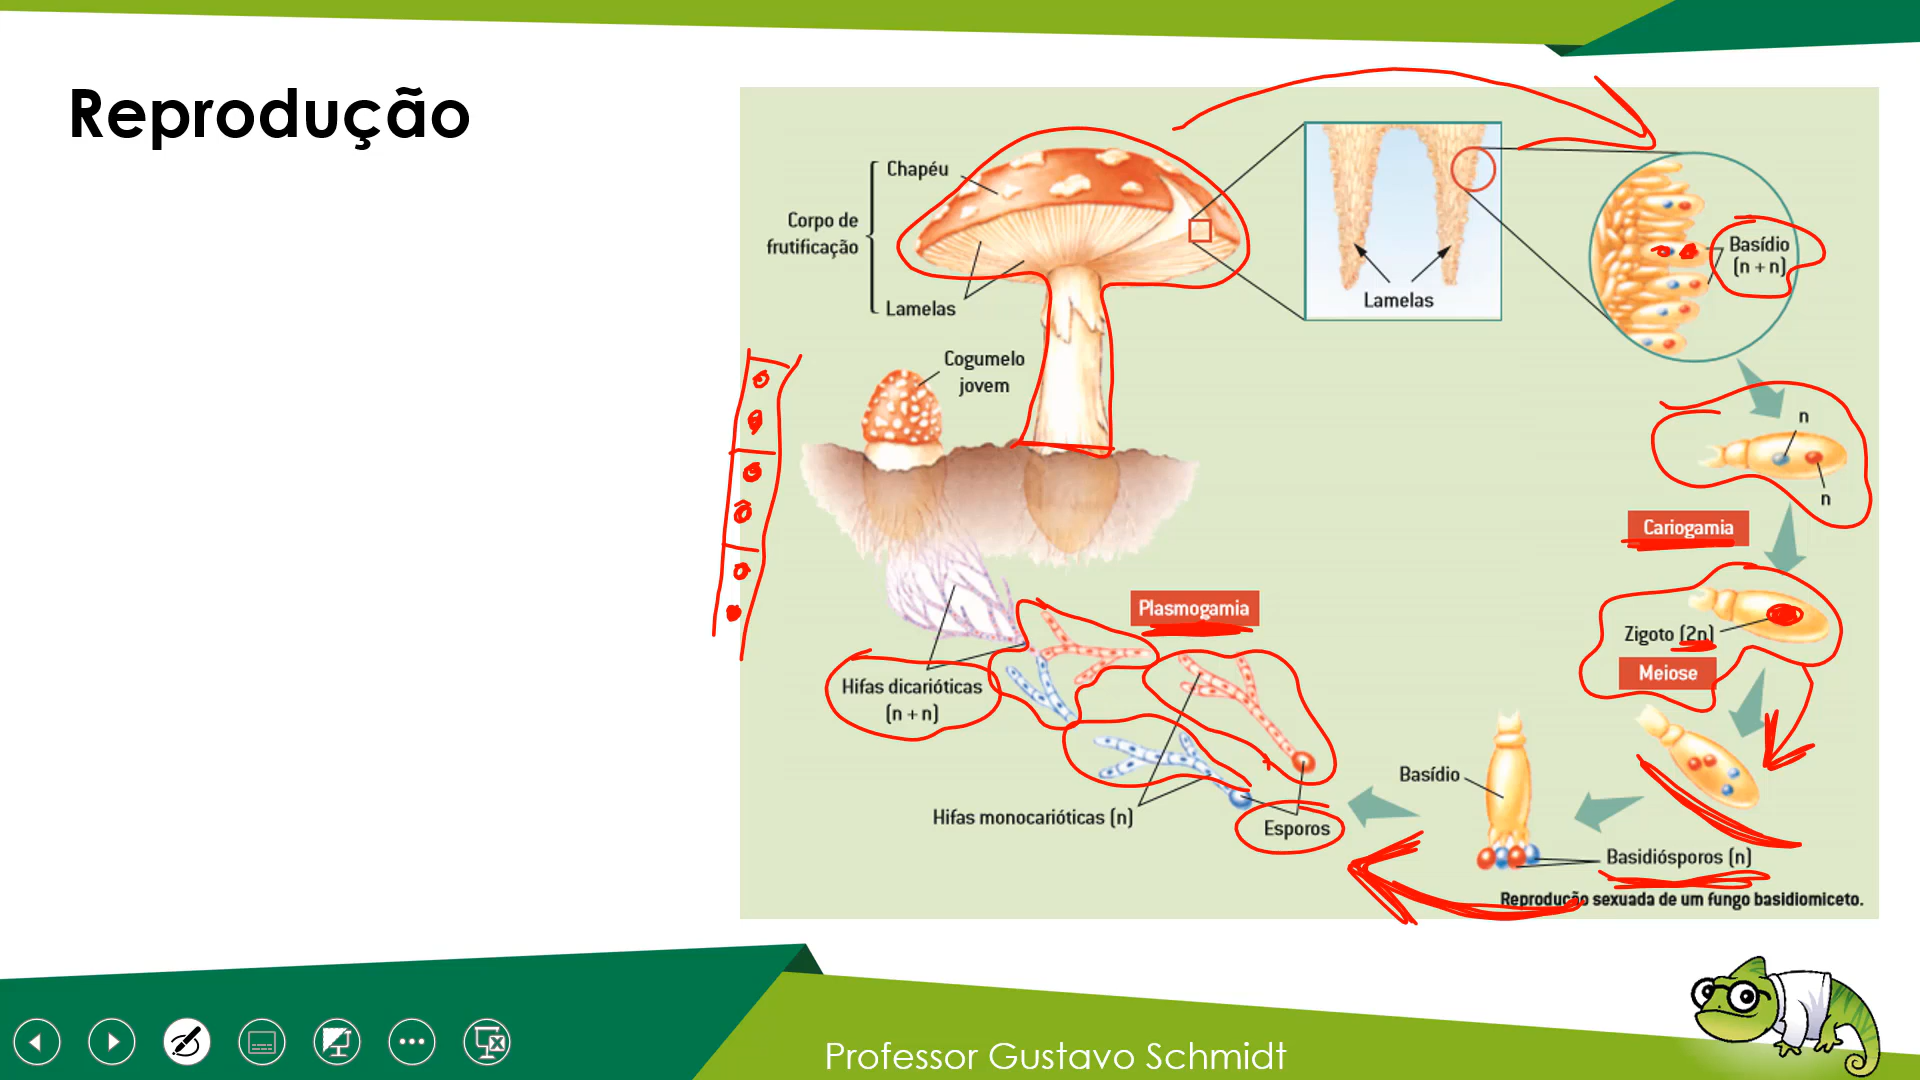 Reprodução
Chapéu
Corpo de
frutificação
Lamelas
Lamelas
Basídio
(n + n)
Cogumelo
jovem
n
n
Cariogamia
Plasmogamia
Zigoto (2n)
Meiose
Hifas dicarióticas
(n + n)
Hifas monocarióticas (n)
Esporos
Basídio
Basidiósporos (n)
Reprodução sexuada de um fungo basidiomiceto.
Professor Gustavo Schmidt